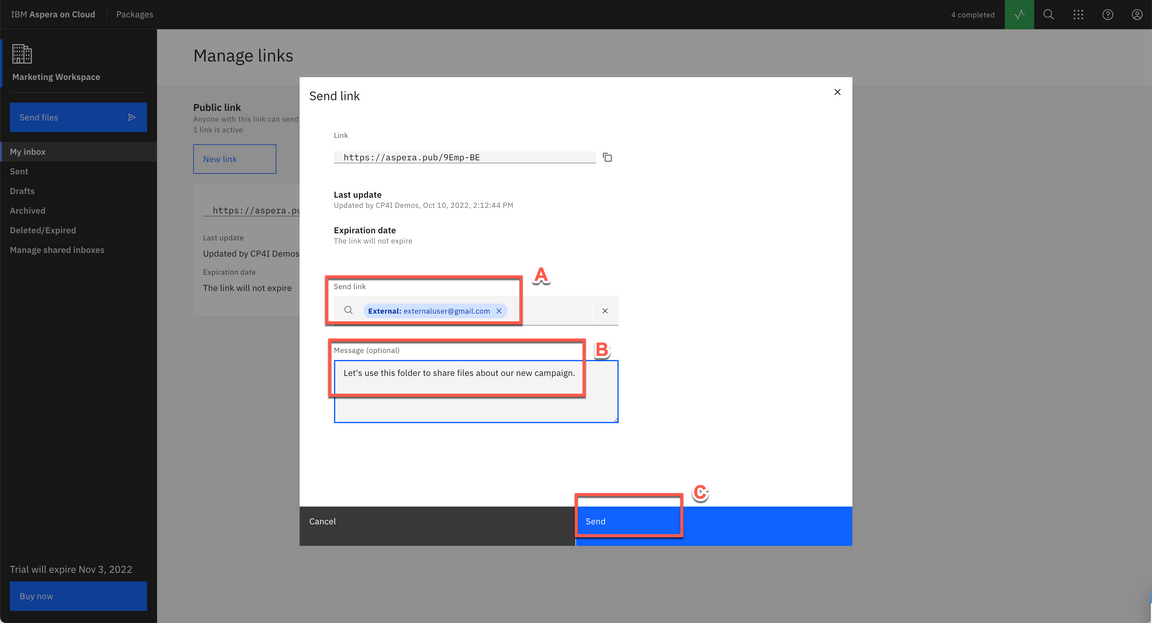 IBM Aspera on Cloud
Packages
4 completed
Marketing Workspace
Send files
My inbox
Sent
Drafts
Archived
Deleted/Expired
Manage shared inboxes
Trial will expire Nov 3, 2022
Buy now
Manage links
Public link
Anyone with this link can send
1 link is active
New link
https://aspera.pu
Last update
Updated by CP4I Demos
Expiration date
The link will not expire
Send link
Link
https://aspera.pub/9Emp-BE
Last update
Updated by CP4I Demos, Oct 10, 2022, 2:12:44 PM
Expiration date
The link will not expire
A
Send link
External: externaluser@gmail.com
B
Message (optional)
Let's use this folder to share files about our new campaign.
C
Cancel
Send